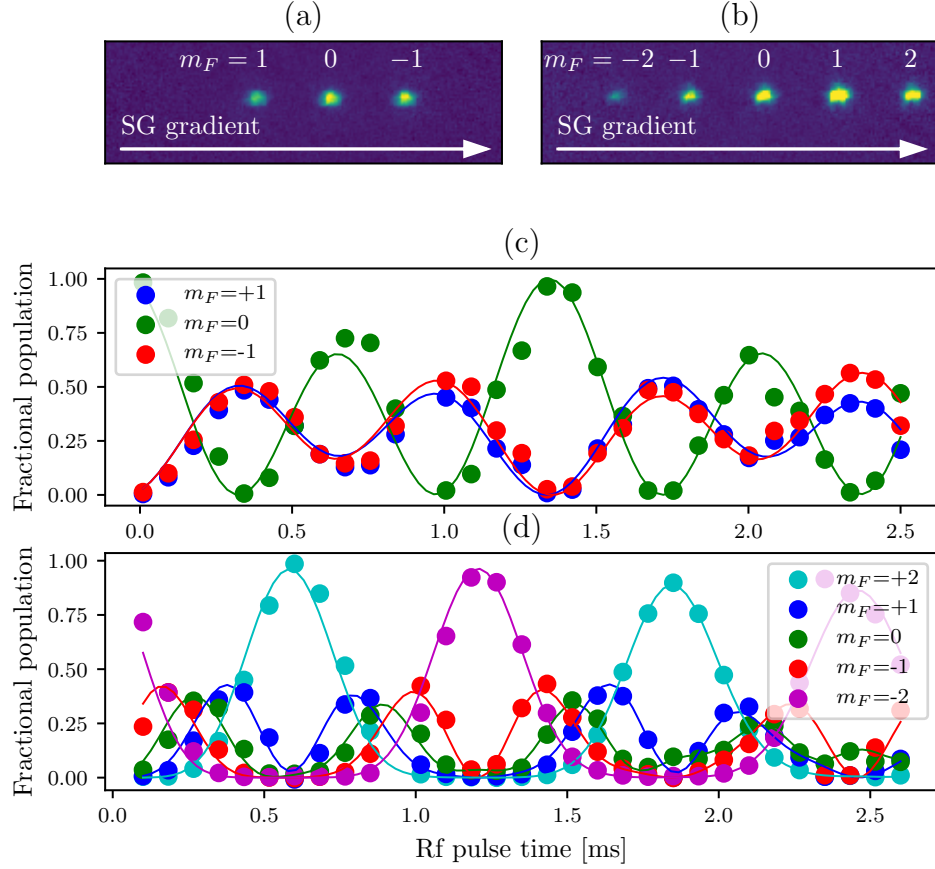 (a)
(b)
m_F = 1 0 −1
m_F = −2 −1 0 1 2
SG gradient
SG gradient
(c)
Fractional population
1.00
0.75
0.50
0.25
0.00
m_F=+1
m_F=0
m_F=-1
0.0 0.5 1.0 1.5 2.0 2.5
(d)
Fractional population
1.00
0.75
0.50
0.25
0.00
m_F=+2
m_F=+1
m_F=0
m_F=-1
m_F=-2
0.0 0.5 1.0 1.5 2.0 2.5
Rf pulse time [ms]